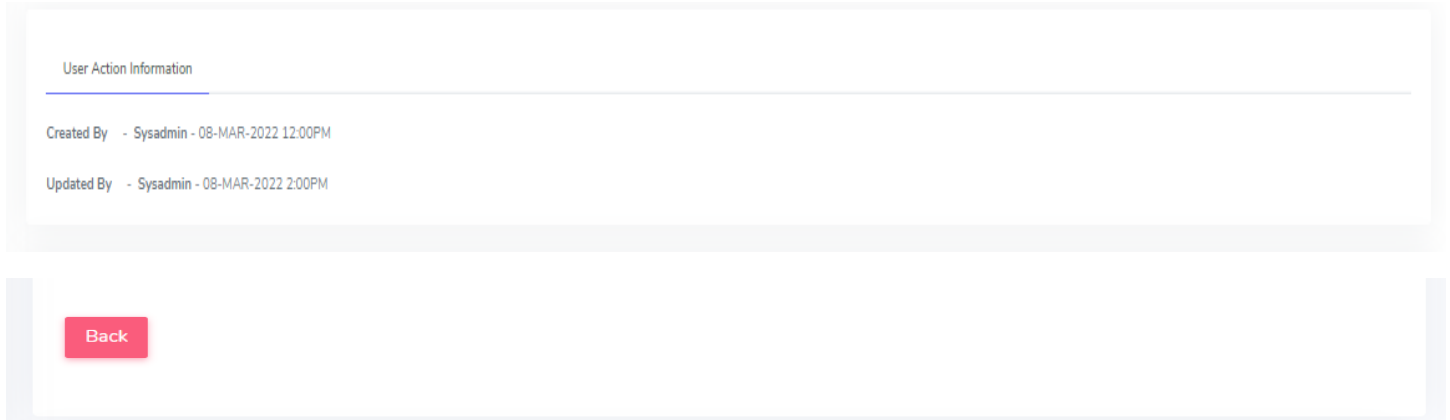 User Action Information
Created By - Sysadmin - 08-MAR-2022 12:00PM
Updated By - Sysadmin - 08-MAR-2022 2:00PM
Back